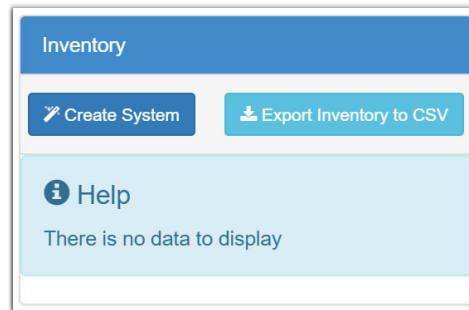 Inventory
Create System
Export Inventory to CSV
Help
There is no data to display